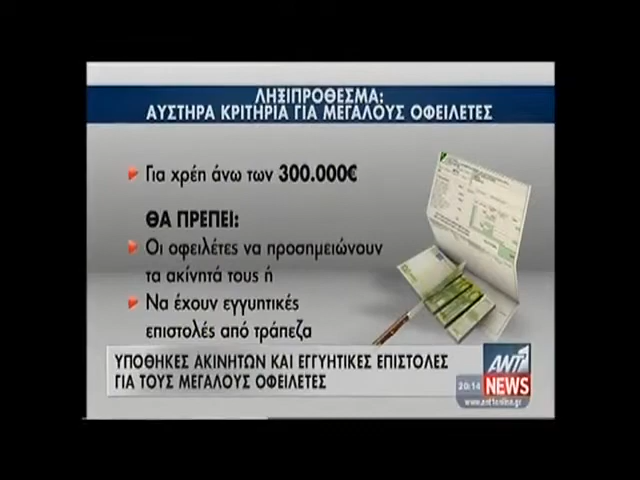 ΛΗΞΙΠΡΟΘΕΣΜΑ:
ΑΥΣΤΗΡΑ ΚΡΙΤΗΡΙΑ ΓΙΑ ΜΕΓΑΛΟΥΣ ΟΦΕΙΛΕΤΕΣ
Για χρέη άνω των 300.000€
ΘΑ ΠΡΕΠΕΙ:
Οι οφειλέτες να προσημειώνουν
τα ακίνητά τους ή
Να έχουν εγγυητικές
επιστολές από τράπεζα
ΥΠΟΘΗΚΕΣ ΑΚΙΝΗΤΩΝ ΚΑΙ ΕΓΓΥΗΤΙΚΕΣ ΕΠΙΣΤΟΛΕΣ
ΓΙΑ ΤΟΥΣ ΜΕΓΑΛΟΥΣ ΟΦΕΙΛΕΤΕΣ
ANT1
20:14 NEWS
www.ant1online.gr